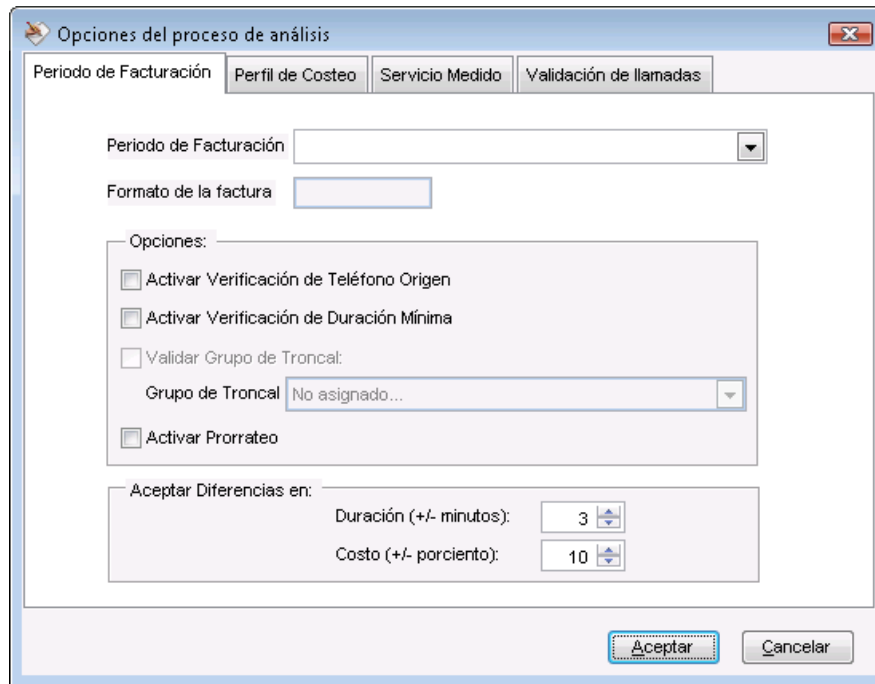 Opciones del proceso de análisis
Periodo de Facturación Perfil de Costeo Servicio Medido Validación de llamadas
Periodo de Facturación
Formato de la factura
Opciones:
Activar Verificación de Teléfono Origen
Activar Verificación de Duración Mínima
Validar Grupo de Troncal:
Grupo de Troncal No asignado...
Activar Prorrateo
Aceptar Diferencias en:
Duración (+/- minutos): 3
Costo (+/- porciento): 10
Aceptar Cancelar